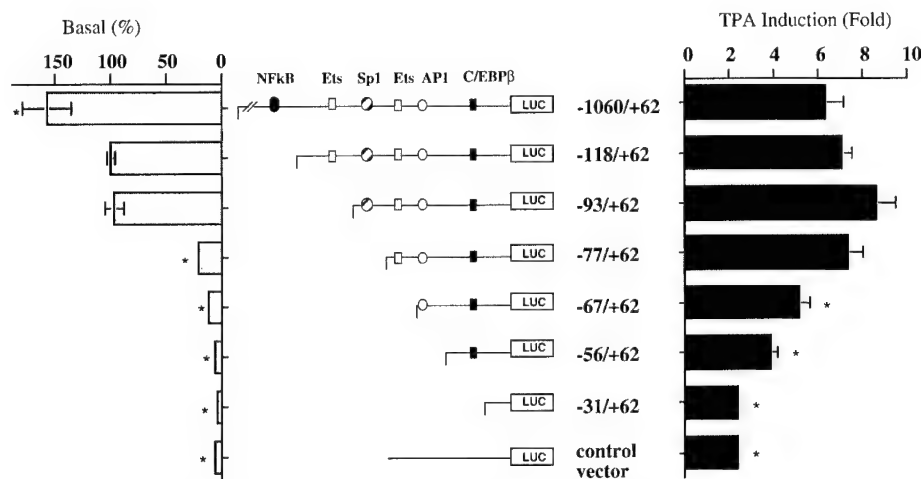 Basal (%)
TPA Induction (Fold)
150 100 50 0
0 2 4 6 8 10
NFkB Ets Sp1 Ets AP1 C/EBPβ
* LUC -1060/+62
LUC -118/+62
LUC -93/+62
* LUC -77/+62
* LUC -67/+62 *
* LUC -56/+62 *
* LUC -31/+62 *
* LUC control vector *